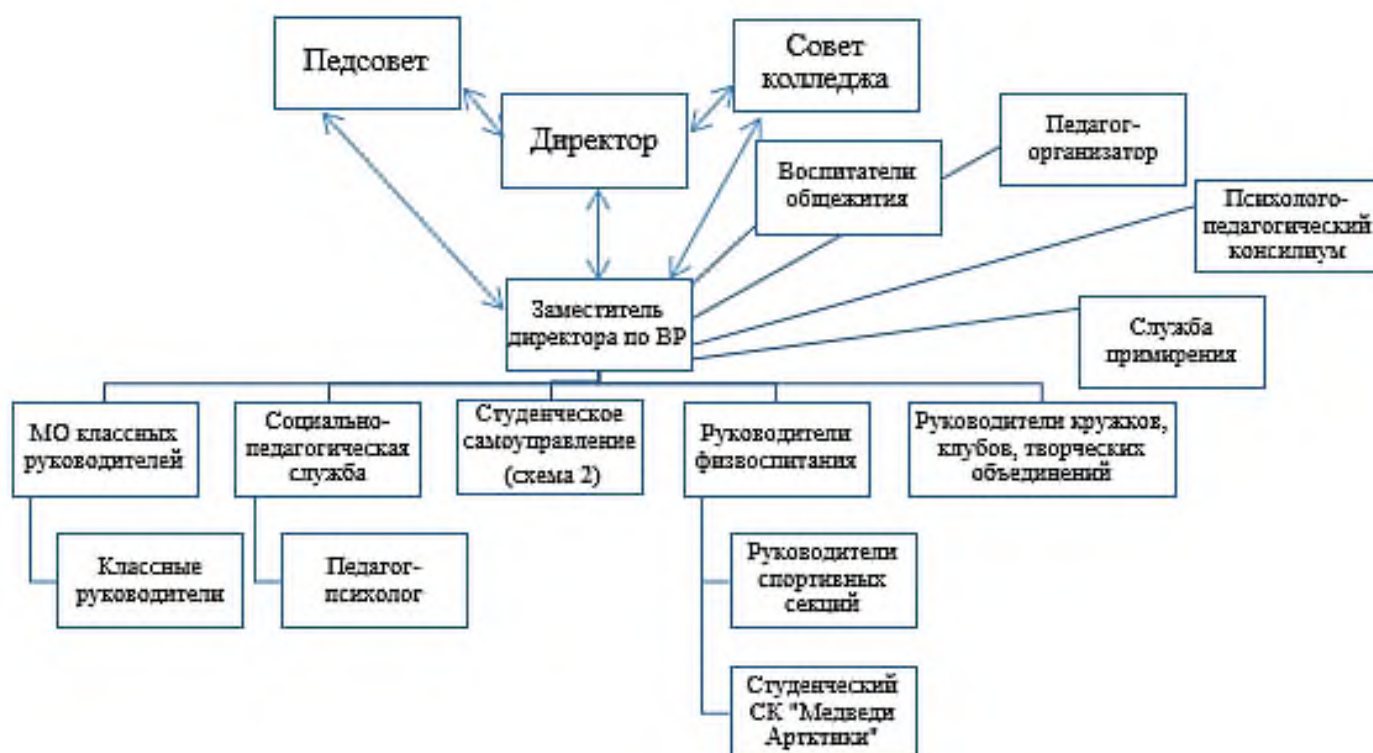 Педсовет
Совет
колледжа
Директор
Педагог-
организатор
Воспитатели
общежития
Психолого-
педагогический
консилиум
Заместитель
директора по ВР
Служба
примирения
МО классных
руководителей
Социально-
педагогическая
служба
Студенческое
самоуправление
(схема 2)
Руководители
физвоспитания
Руководители кружков,
клубов, творческих
объединений
Классные
руководители
Педагог-
психолог
Руководители
спортивных
секций
Студенческий
СК "Медведи
Артктики"